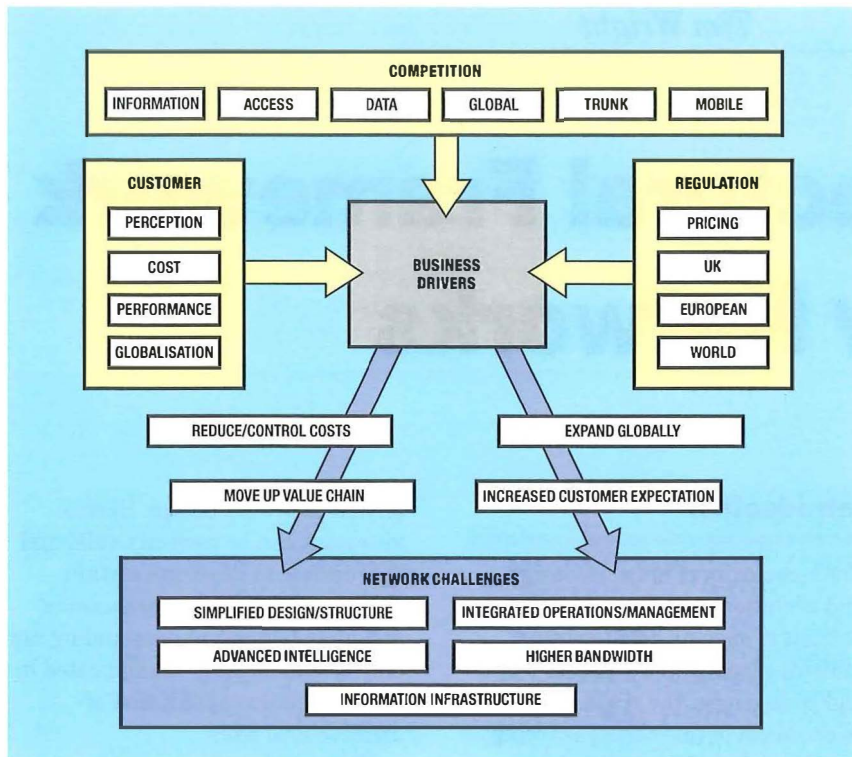 COMPETITION
INFORMATION
ACCESS
DATA
GLOBAL
TRUNK
MOBILE
CUSTOMER
PERCEPTION
COST
PERFORMANCE
GLOBALISATION
BUSINESS
DRIVERS
REGULATION
PRICING
UK
EUROPEAN
WORLD
REDUCE/CONTROL COSTS
EXPAND GLOBALLY
MOVE UP VALUE CHAIN
INCREASED CUSTOMER EXPECTATION
NETWORK CHALLENGES
SIMPLIFIED DESIGN/STRUCTURE
INTEGRATED OPERATIONS/MANAGEMENT
ADVANCED INTELLIGENCE
HIGHER BANDWIDTH
INFORMATION INFRASTRUCTURE